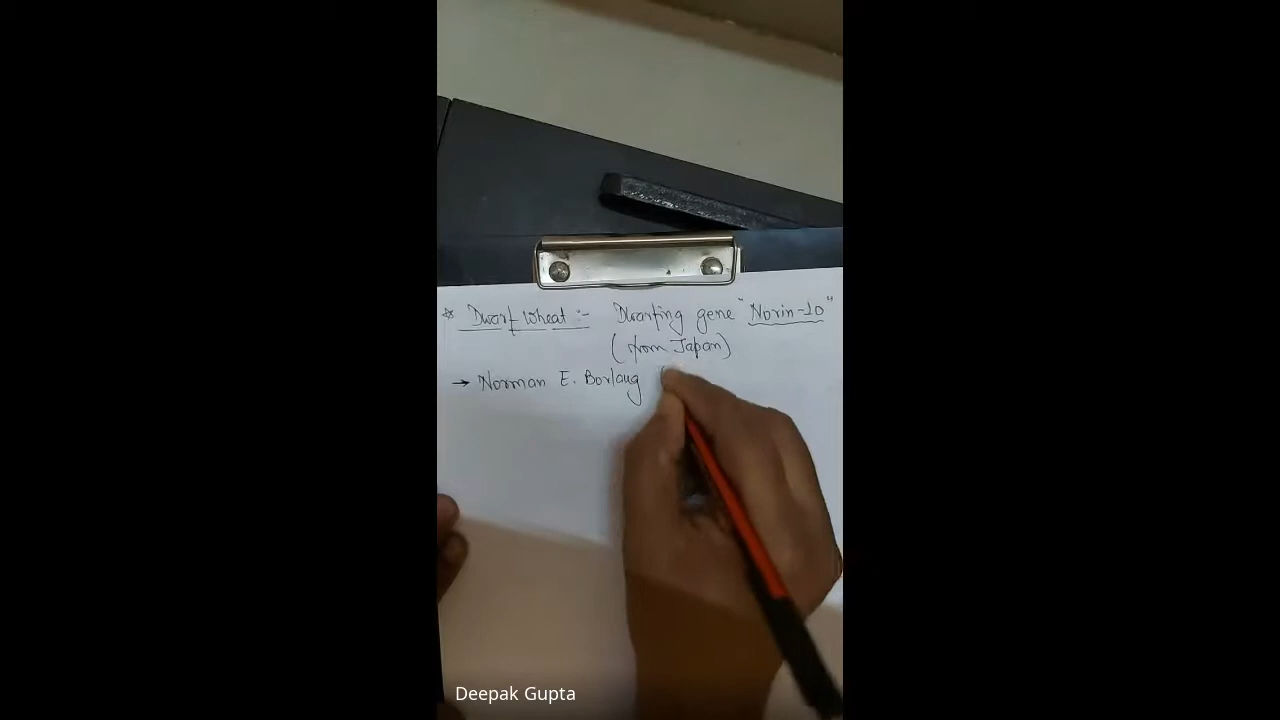 * Dwarf Wheat :- Dwarfing gene "Norin-10"
(from Japan)
→ Norman E. Borlaug (
Deepak Gupta